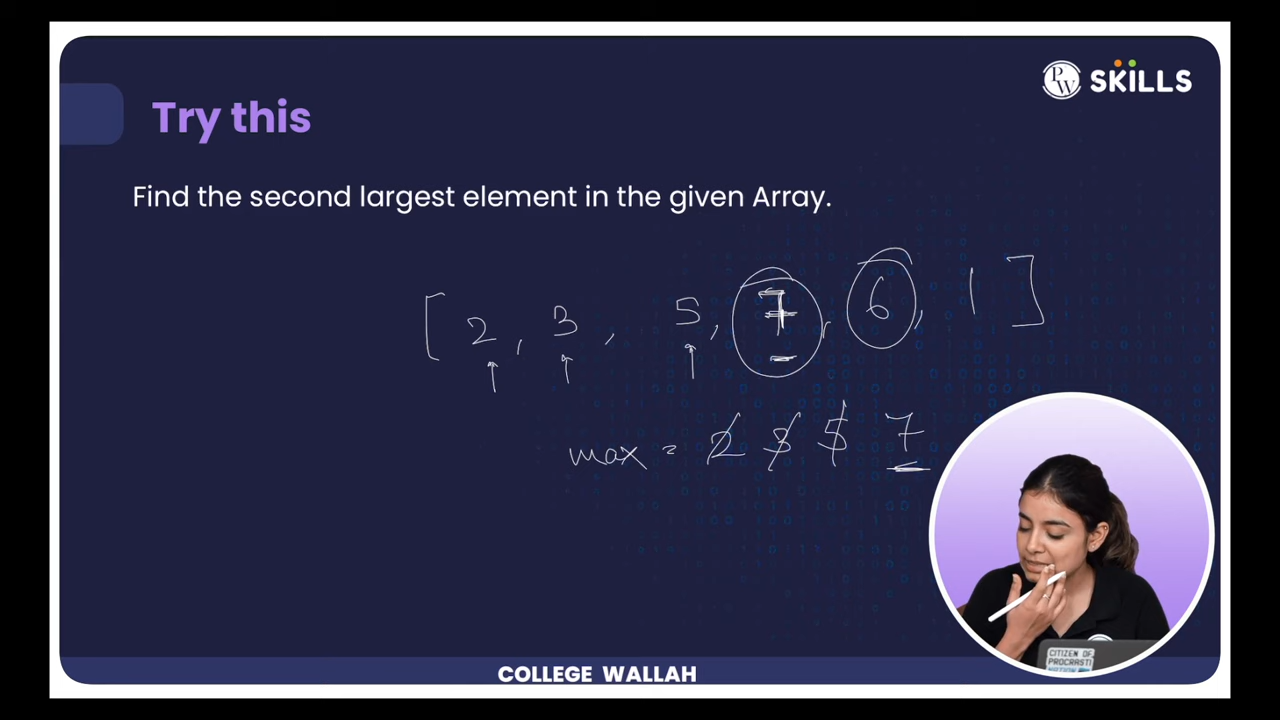 PW SKILLS
Try this
Find the second largest element in the given Array.
[ 2, 3, 5, 7, 6, 1 ]
max = 2 3 5 7
CITIZEN OF
PROCRASTI
NATION
COLLEGE WALLAH